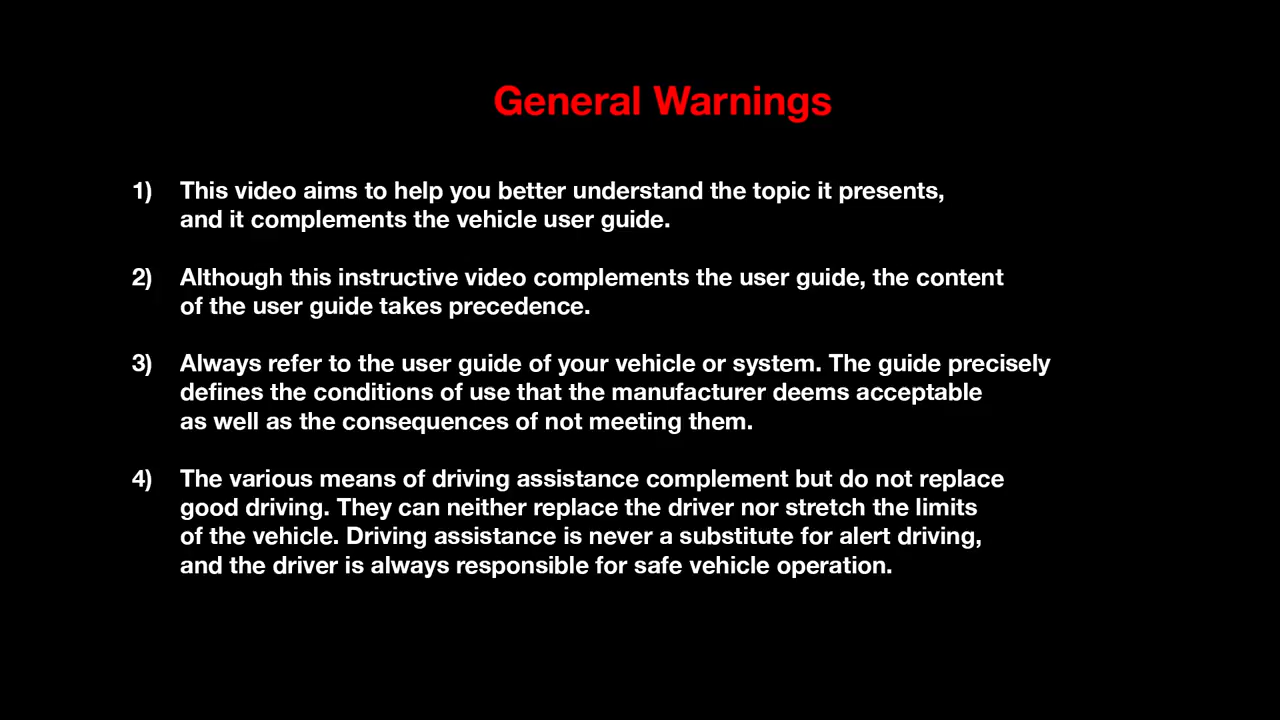 General Warnings
1) This video aims to help you better understand the topic it presents,
and it complements the vehicle user guide.
2) Although this instructive video complements the user guide, the content
of the user guide takes precedence.
3) Always refer to the user guide of your vehicle or system. The guide precisely
defines the conditions of use that the manufacturer deems acceptable
as well as the consequences of not meeting them.
4) The various means of driving assistance complement but do not replace
good driving. They can neither replace the driver nor stretch the limits
of the vehicle. Driving assistance is never a substitute for alert driving,
and the driver is always responsible for safe vehicle operation.